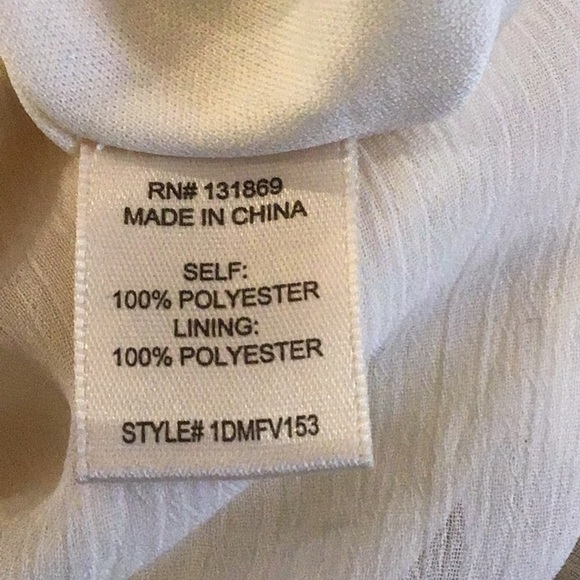 RN# 131869
MADE IN CHINA
SELF:
100% POLYESTER
LINING:
100% POLYESTER
STYLE# 1DMFV153